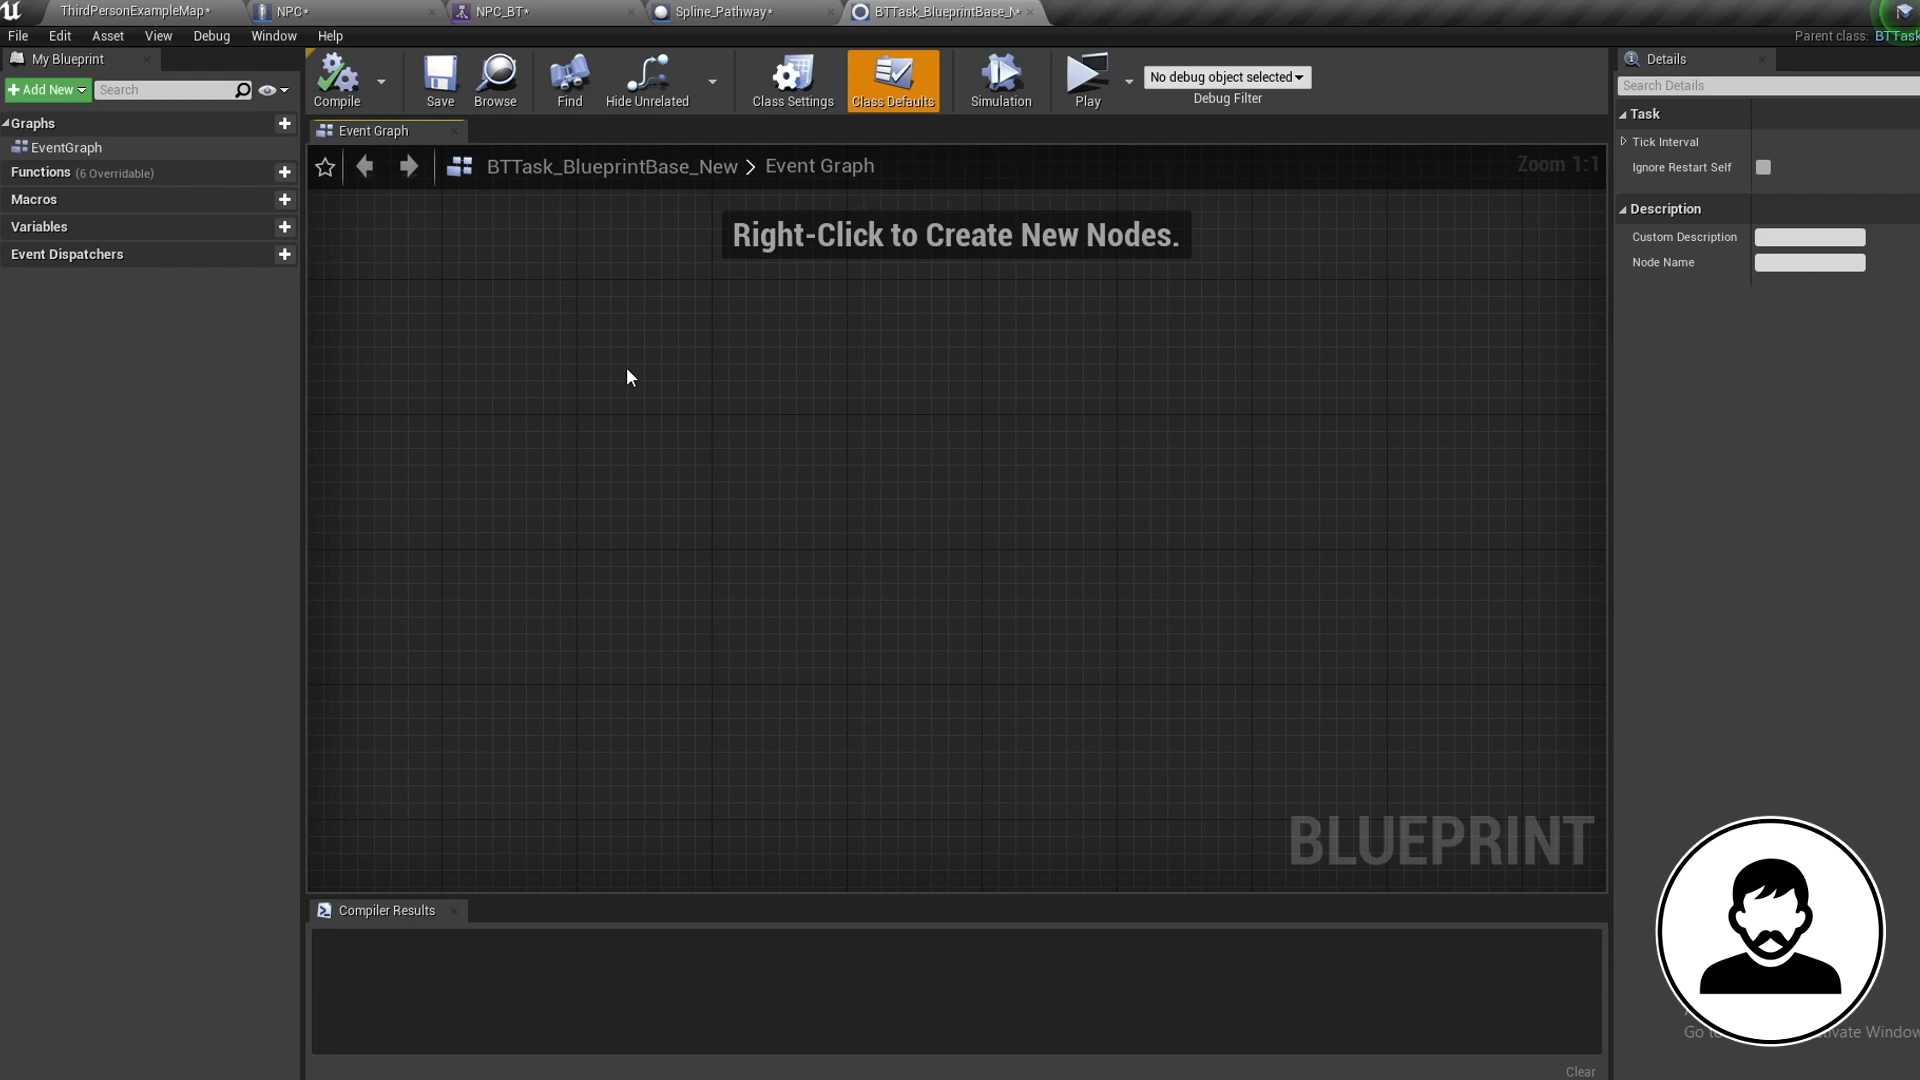 ThirdPersonExampleMap*
NPC*
NPC_BT*
Spline_Pathway*
BTTask_BlueprintBase_N
File Edit Asset View Debug Window Help
Parent class: BTTask
My Blueprint
Add New
Search
Graphs
EventGraph
Functions (6 Overridable)
Macros
Variables
Event Dispatchers
Compile
Save
Browse
Find
Hide Unrelated
Class Settings
Class Defaults
Simulation
Play
No debug object selected
Debug Filter
Event Graph
BTTask_BlueprintBase_New > Event Graph
Zoom 1:1
Right-Click to Create New Nodes.
BLUEPRINT
Compiler Results
Clear
Details
Search Details
Task
Tick Interval
Ignore Restart Self
Description
Custom Description
Node Name
Window